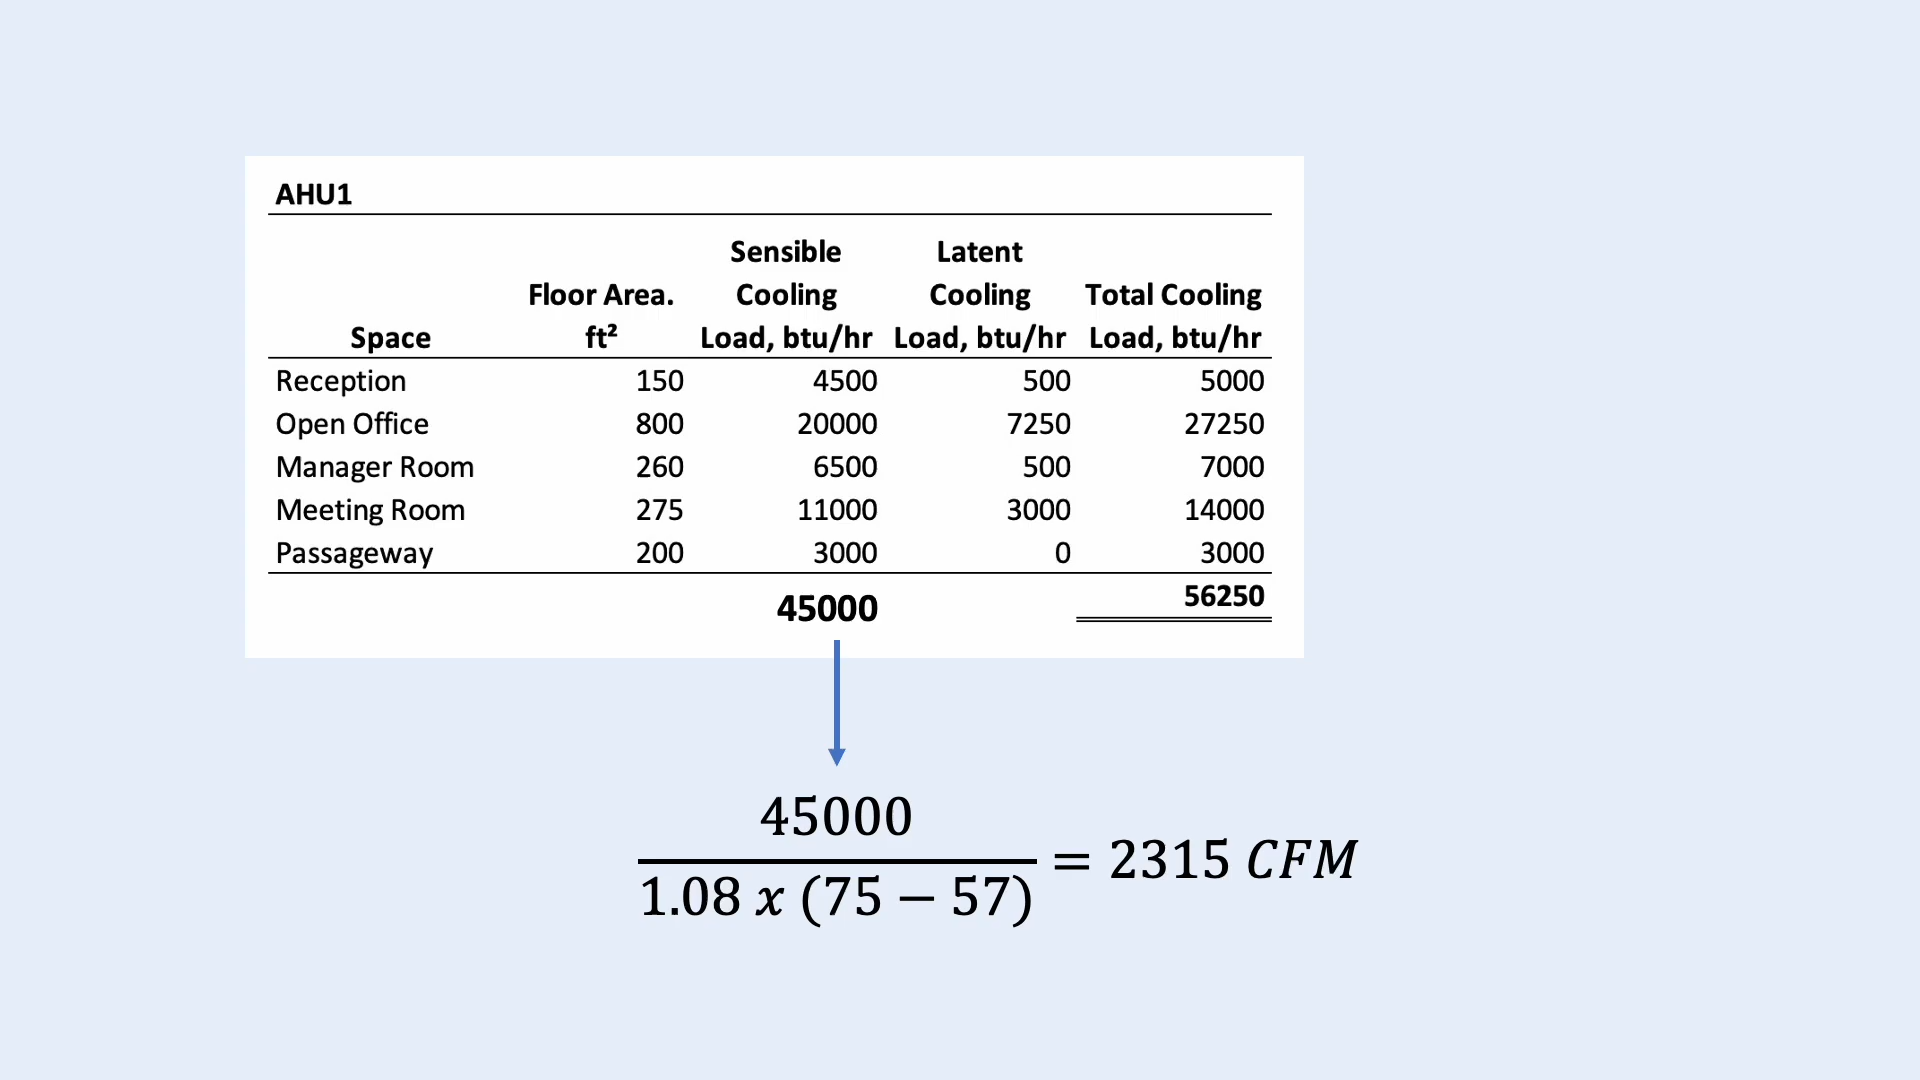 AHU1
Sensible Latent
Floor Area. Cooling Cooling Total Cooling
Space ft² Load, btu/hr Load, btu/hr Load, btu/hr
Reception 150 4500 500 5000
Open Office 800 20000 7250 27250
Manager Room 260 6500 500 7000
Meeting Room 275 11000 3000 14000
Passageway 200 3000 0 3000
45000 56250
45000
1.08 x (75 − 57)
= 2315 CFM